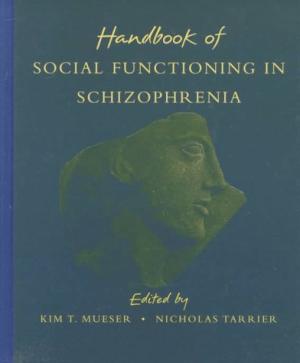 Handbook of
SOCIAL FUNCTIONING IN
SCHIZOPHRENIA
Edited by
KIM T. MUESER • NICHOLAS TARRIER